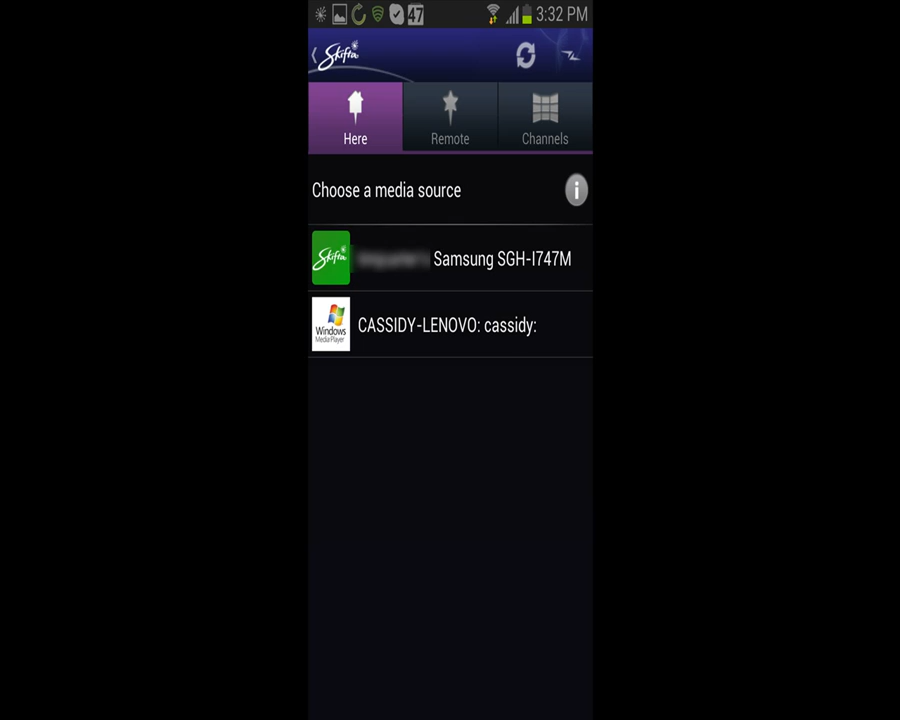 47 3:32 PM
Skifta
Here Remote Channels
Choose a media source
Skifta Samsung SGH-I747M
Windows Media Player CASSIDY-LENOVO: cassidy: